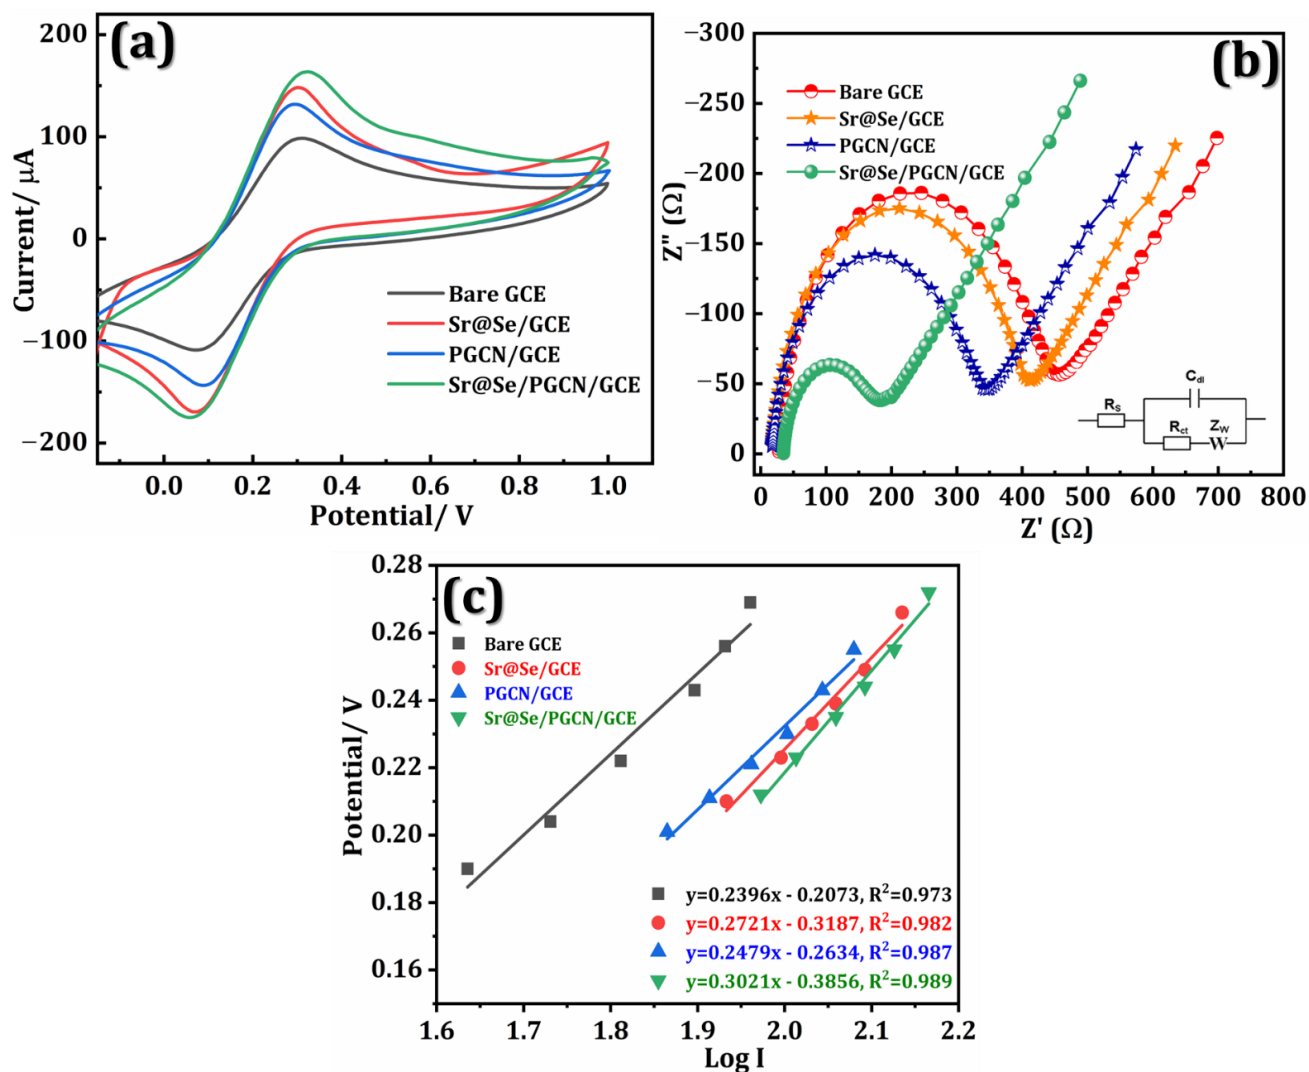 (a)
200
100
0
−100
−200
Current/ μA
0.0 0.2 0.4 0.6 0.8 1.0
Potential/ V
Bare GCE
Sr@Se/GCE
PGCN/GCE
Sr@Se/PGCN/GCE
(b)
−300
−250
−200
−150
−100
−50
0
Z" (Ω)
0 100 200 300 400 500 600 700 800
Z' (Ω)
Bare GCE
Sr@Se/GCE
PGCN/GCE
Sr@Se/PGCN/GCE
Cdl
RS
Rct ZW
W
(c)
0.28
0.26
0.24
0.22
0.20
0.18
0.16
Potential/ V
1.6 1.7 1.8 1.9 2.0 2.1 2.2
Log I
Bare GCE
Sr@Se/GCE
PGCN/GCE
Sr@Se/PGCN/GCE
y=0.2396x - 0.2073, R²=0.973
y=0.2721x - 0.3187, R²=0.982
y=0.2479x - 0.2634, R²=0.987
y=0.3021x - 0.3856, R²=0.989